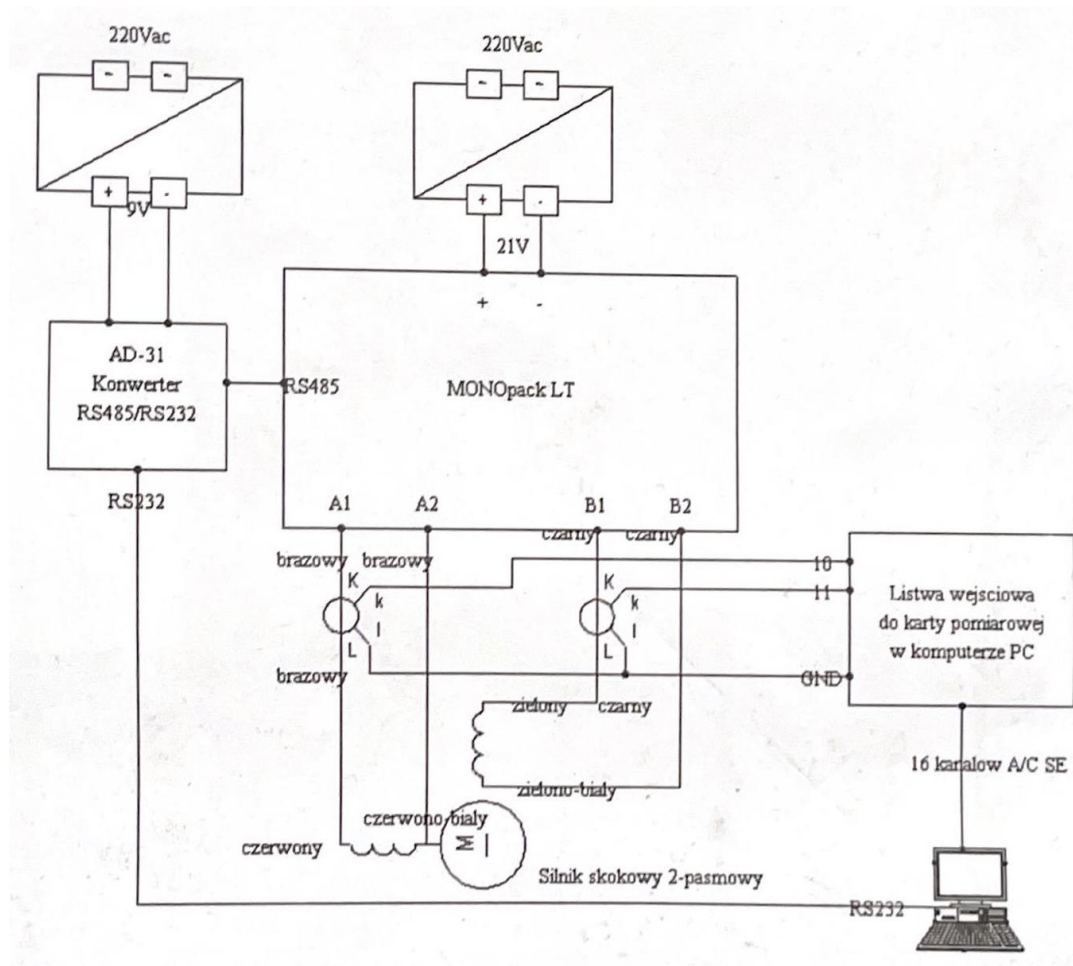 220Vac
220Vac
~ ~
~ ~
+ -
9V
+ -
21V
+ -
AD-31
Konwerter
RS485/RS232
RS485
MONOpack LT
RS232
A1 A2 B1 B2
czarny czarny
brazowy brazowy
K
k
l
L
K
k
l
L
10
11
GND
Listwa wejsciowa
do karty pomiarowej
w komputerze PC
brazowy
zielony czarny
16 kanalow A/C SE
zielono-bialy
czerwono-bialy
czerwony
M
Silnik skokowy 2-pasmowy
RS232